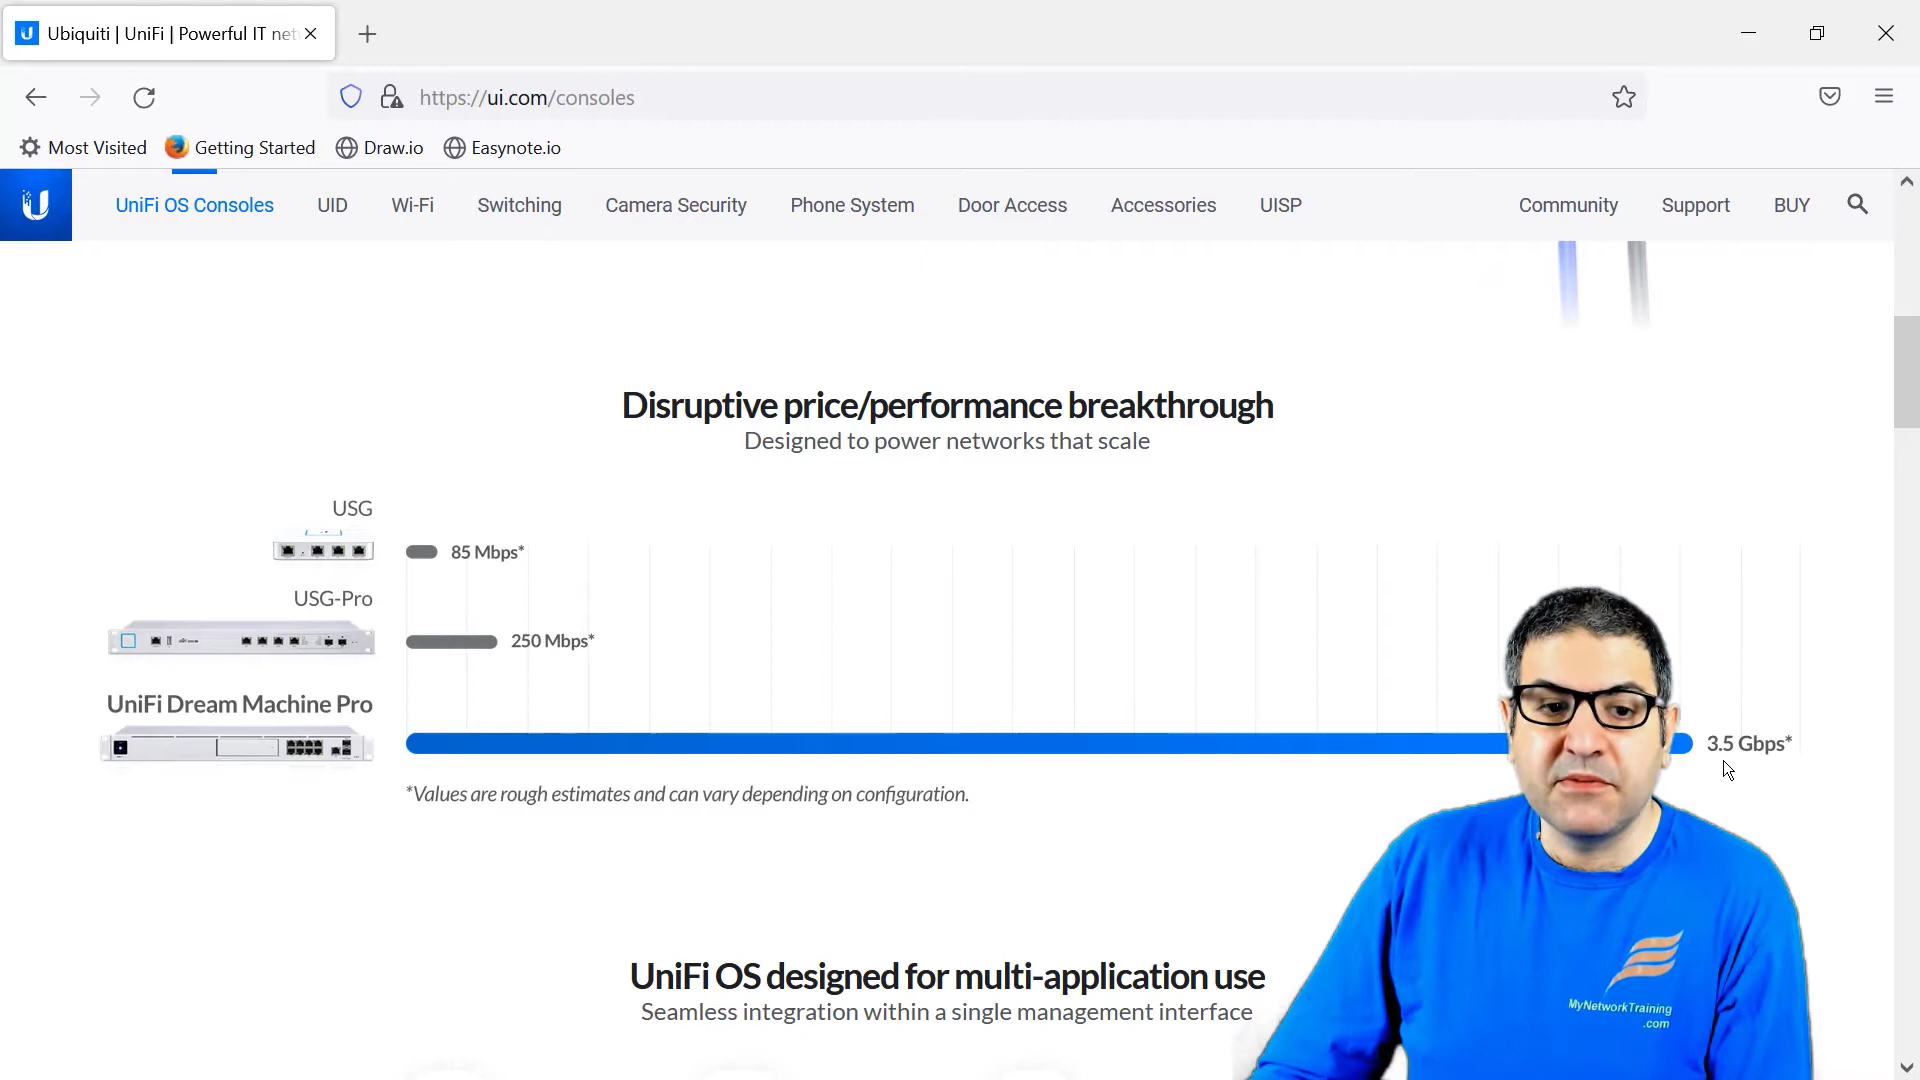 Ubiquiti | UniFi | Powerful IT net
https://ui.com/consoles
Most Visited
Getting Started
Draw.io
Easynote.io
UniFi OS Consoles
UID
Wi-Fi
Switching
Camera Security
Phone System
Door Access
Accessories
UISP
Community
Support
BUY
Disruptive price/performance breakthrough
Designed to power networks that scale
USG
85 Mbps*
USG-Pro
250 Mbps*
UniFi Dream Machine Pro
3.5 Gbps*
*Values are rough estimates and can vary depending on configuration.
UniFi OS designed for multi-application use
Seamless integration within a single management interface
MyNetworkTraining
.com